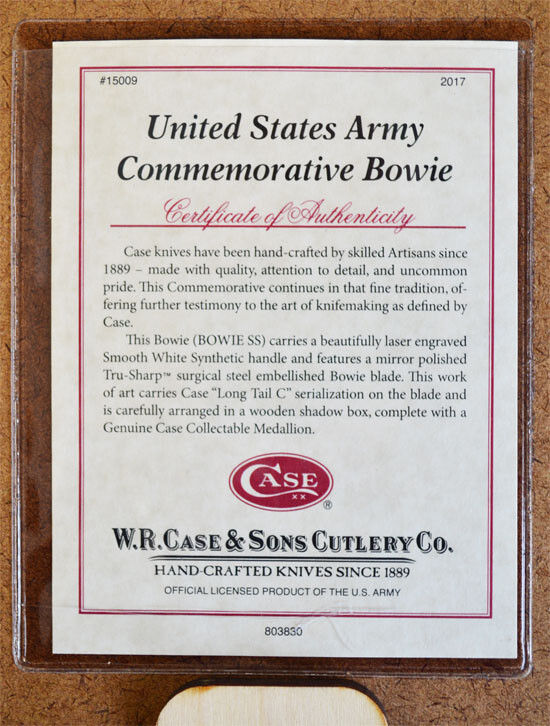 #15009 2017
United States Army
Commemorative Bowie
Certificate of Authenticity
Case knives have been hand-crafted by skilled Artisans since
1889 – made with quality, attention to detail, and uncommon
pride. This Commemorative continues in that fine tradition, of-
fering further testimony to the art of knifemaking as defined by
Case.
This Bowie (BOWIE SS) carries a beautifully laser engraved
Smooth White Synthetic handle and features a mirror polished
Tru-Sharp™ surgical steel embellished Bowie blade. This work
of art carries Case "Long Tail C" serialization on the blade and
is carefully arranged in a wooden shadow box, complete with a
Genuine Case Collectable Medallion.
CASE
XX
®
W.R. CASE & SONS CUTLERY CO.
HAND-CRAFTED KNIVES SINCE 1889
OFFICIAL LICENSED PRODUCT OF THE U.S. ARMY
803830